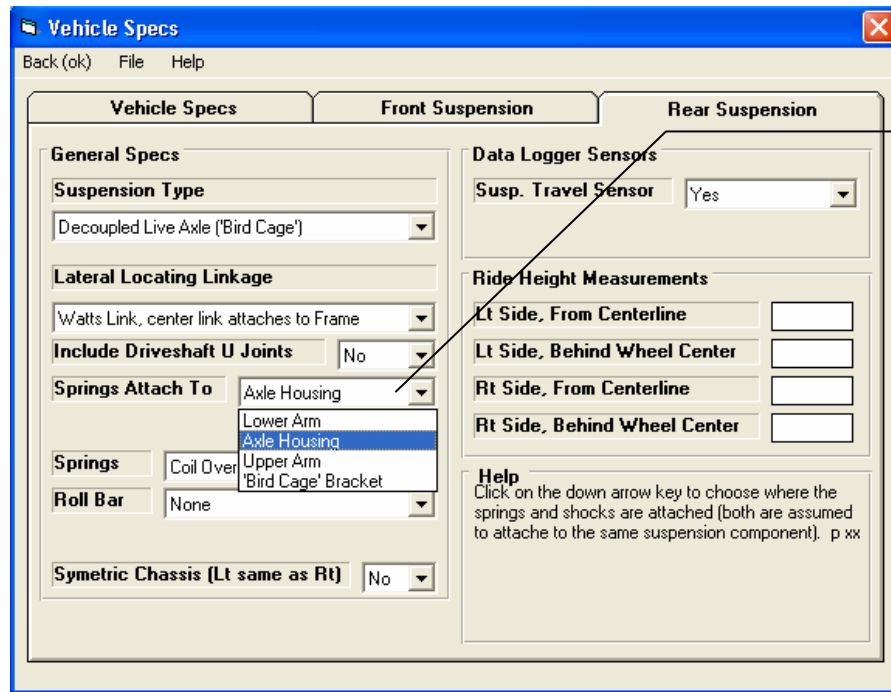 Vehicle Specs
Back (ok) File Help
Vehicle Specs Front Suspension Rear Suspension
General Specs
Suspension Type
Decoupled Live Axle ('Bird Cage')
Lateral Locating Linkage
Watts Link, center link attaches to Frame
Include Driveshaft U Joints No
Springs Attach To Axle Housing
Lower Arm
Axle Housing
Upper Arm
'Bird Cage' Bracket
Springs Coil Over
Roll Bar None
Symetric Chassis (Lt same as Rt) No
Data Logger Sensors
Susp. Travel Sensor Yes
Ride Height Measurements
Lt Side, From Centerline
Lt Side, Behind Wheel Center
Rt Side, From Centerline
Rt Side, Behind Wheel Center
Help
Click on the down arrow key to choose where the
springs and shocks are attached (both are assumed
to attache to the same suspension component). p xx